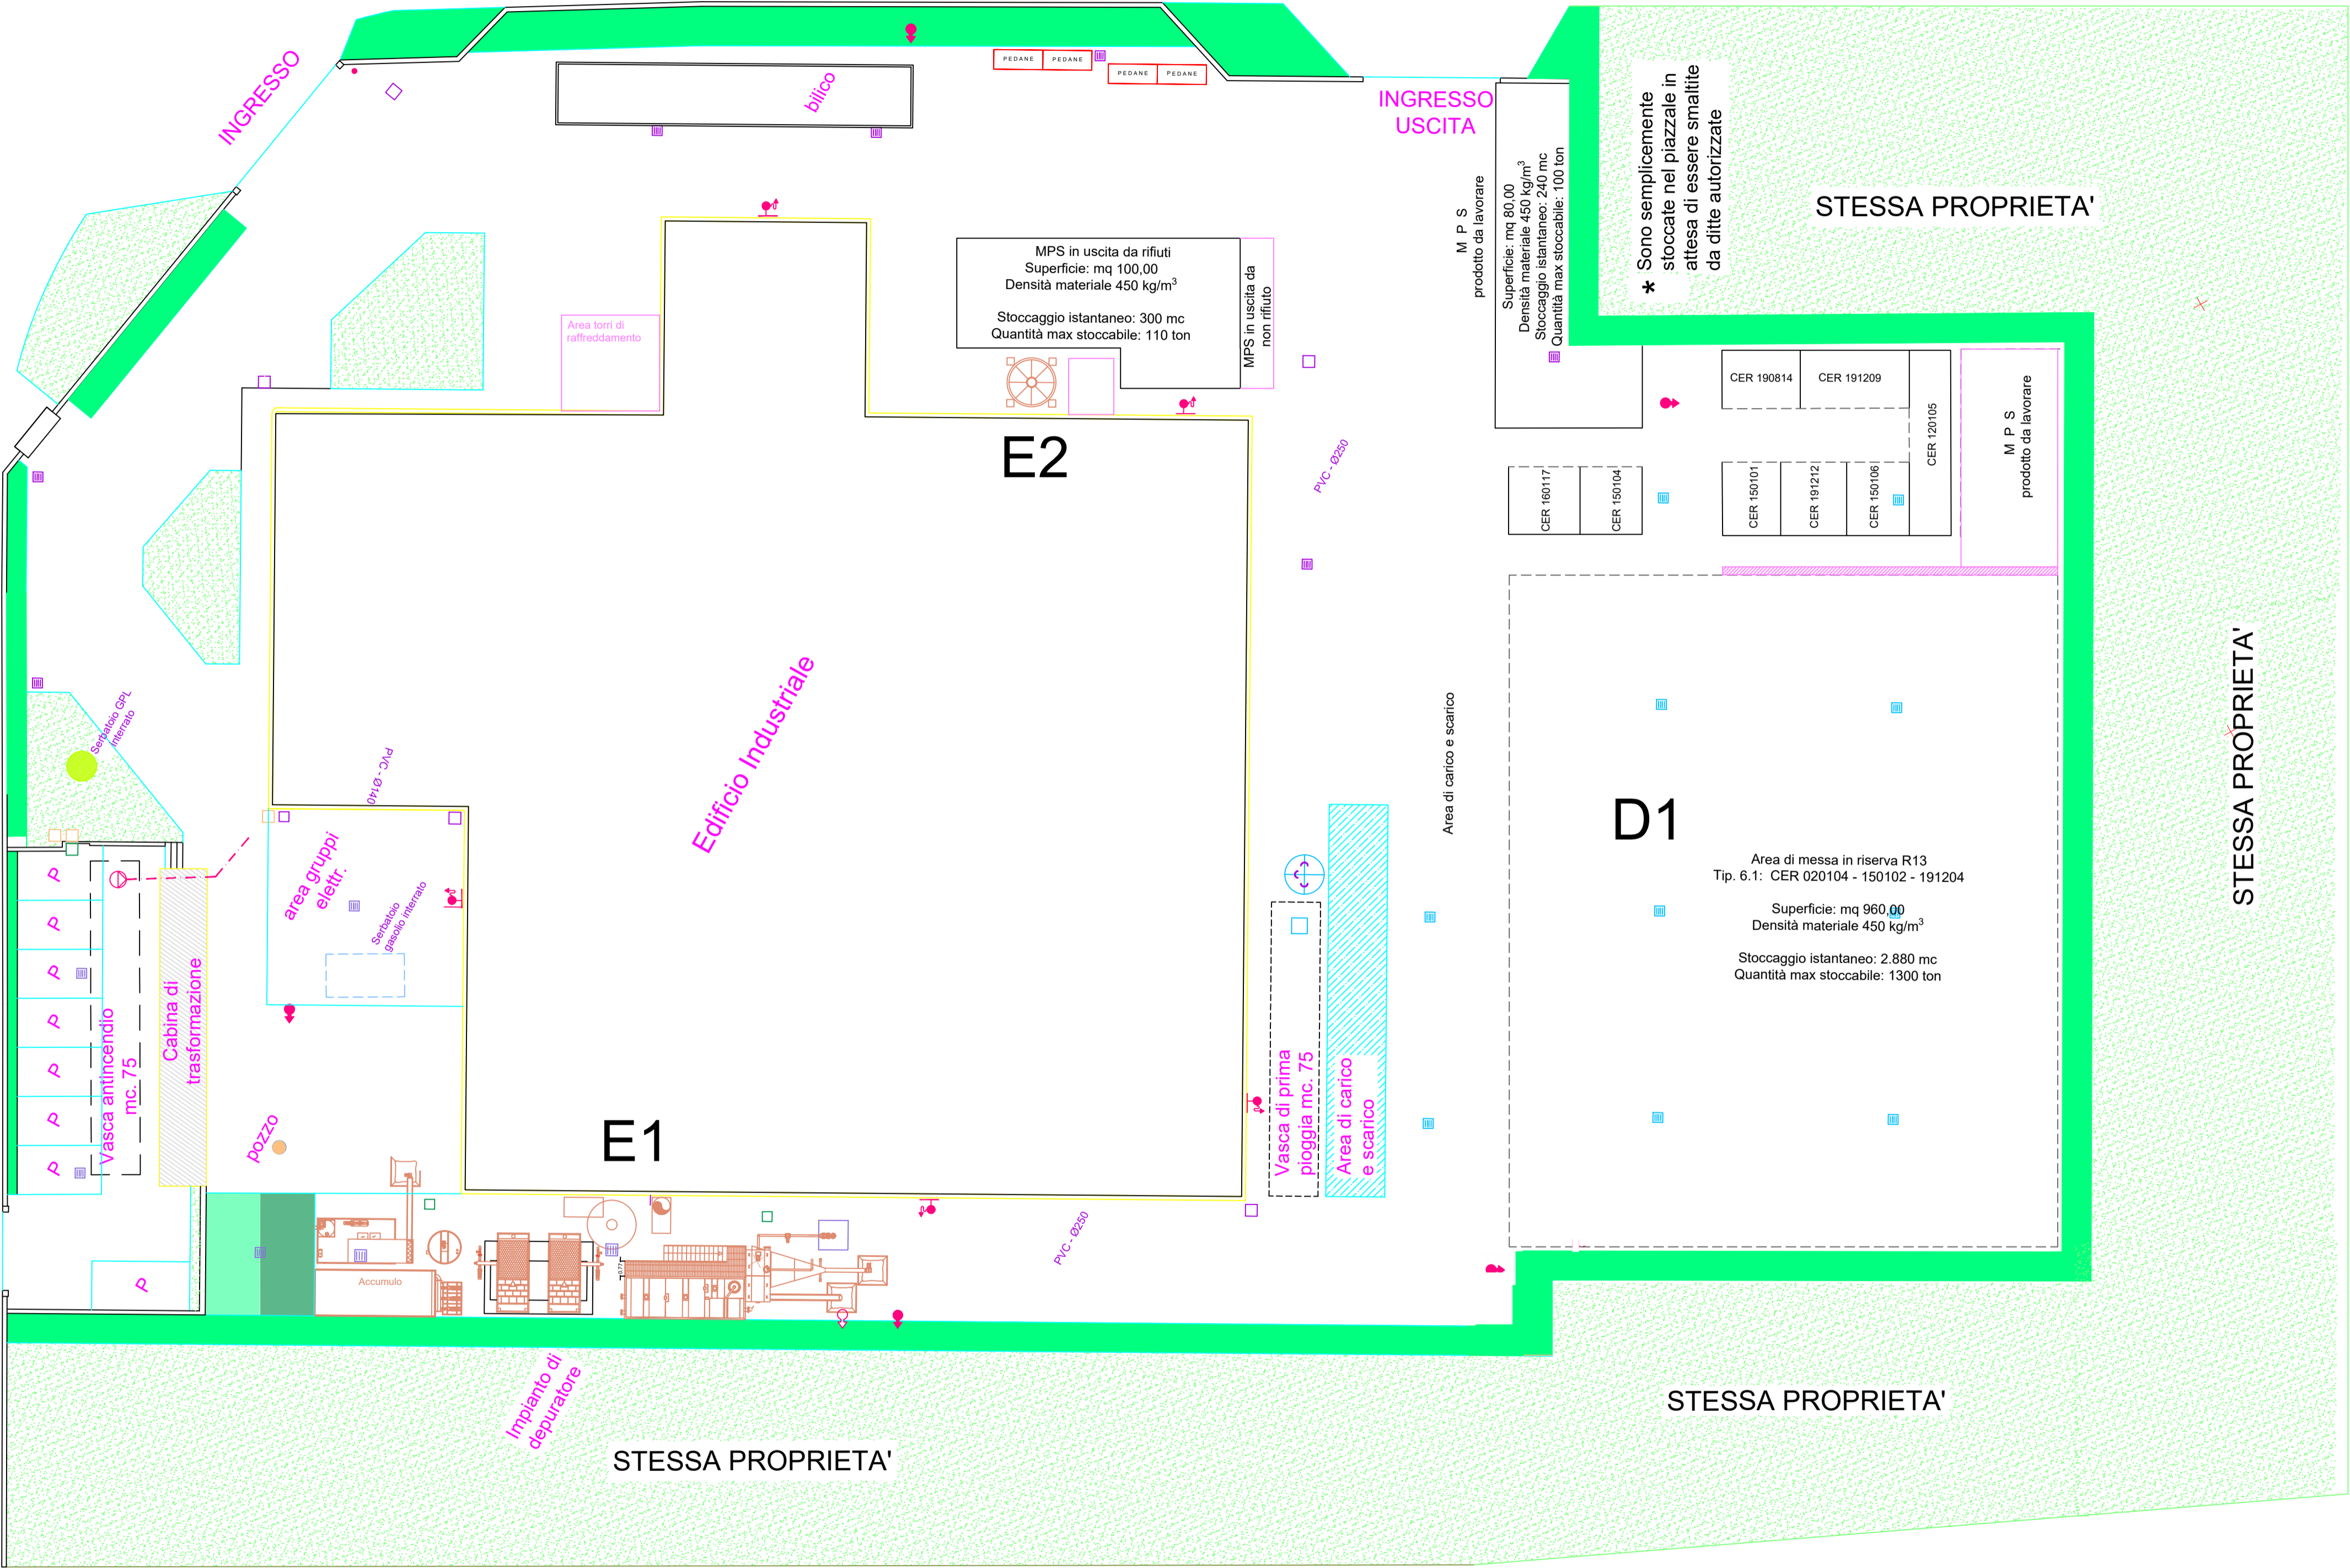 INGRESSO
bilico
PEDANE
PEDANE
PEDANE
PEDANE
INGRESSO
USCITA
M P S
prodotto da lavorare
Superficie: mq 80,00
Densità materiale 450 kg/m³
Stoccaggio istantaneo: 240 mc
Quantità max stoccabile: 100 ton
* Sono semplicemente
stoccate nel piazzale in
attesa di essere smaltite
da ditte autorizzate
STESSA PROPRIETA'
MPS in uscita da rifiuti
Superficie: mq 100,00
Densità materiale 450 kg/m³
Stoccaggio istantaneo: 300 mc
Quantità max stoccabile: 110 ton
MPS in uscita da
non rifiuto
Area torri di
raffreddamento
E2
PVC - Ø250
CER 190814
CER 191209
CER 120105
M P S
prodotto da lavorare
CER 160117
CER 150104
CER 150101
CER 191212
CER 150106
Serbatoio GPL
Interrato
PVC - Ø140
Edificio Industriale
Area di carico e scarico
D1
STESSA PROPRIETA'
Area di messa in riserva R13
Tip. 6.1: CER 020104 - 150102 - 191204
Superficie: mq 960,00
Densità materiale 450 kg/m³
Stoccaggio istantaneo: 2.880 mc
Quantità max stoccabile: 1300 ton
area gruppi
elettr.
Serbatoio
gasolio interrato
P
P
P
P
P
P
P
Vasca antincendio
mc. 75
Cabina di
trasformazione
pozzo
E1
Vasca di prima
pioggia mc. 75
Area di carico
e scarico
PVC - Ø250
P
Accumulo
0.77
Impianto di
depuratore
STESSA PROPRIETA'
STESSA PROPRIETA'